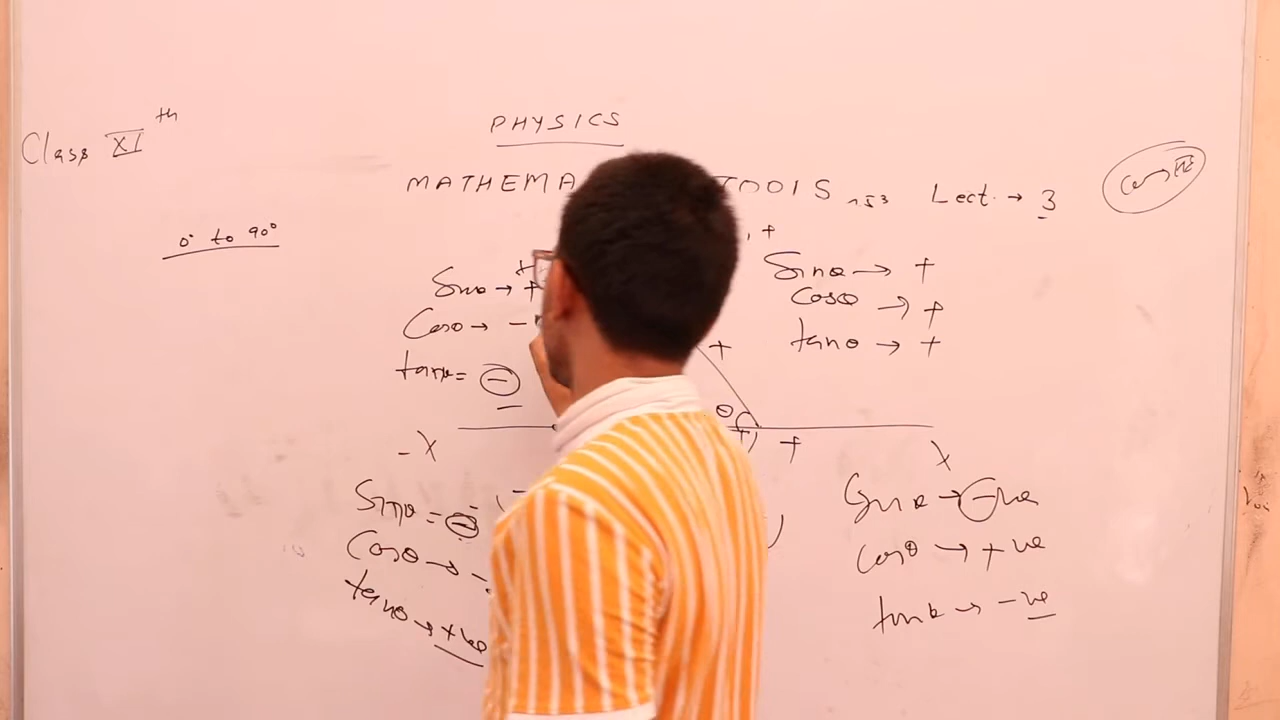 Class XI th
PHYSICS
MATHEMA TOOLS Lect. → 3
0° to 90°
, +
Sinθ → +
Cosθ → -
tanθ = -
Sinθ → +
Cosθ → +
tanθ → +
+
θ
+
- X
X
Sinθ = -
Cosθ → -
tanθ → +ve
Sinθ → -ve
Cosθ → +ve
tanθ → -ve